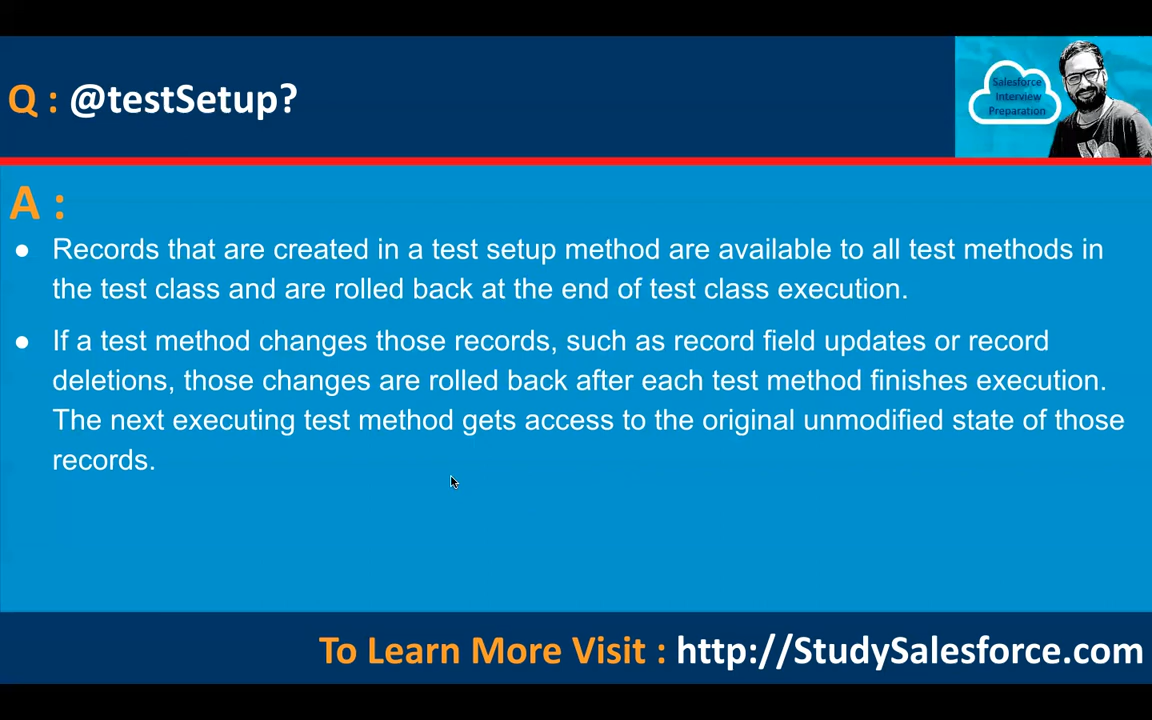 Q : @testSetup?
Salesforce
Interview
Preparation
A :
● Records that are created in a test setup method are available to all test methods in
the test class and are rolled back at the end of test class execution.
● If a test method changes those records, such as record field updates or record
deletions, those changes are rolled back after each test method finishes execution.
The next executing test method gets access to the original unmodified state of those
records.
To Learn More Visit : http://StudySalesforce.com